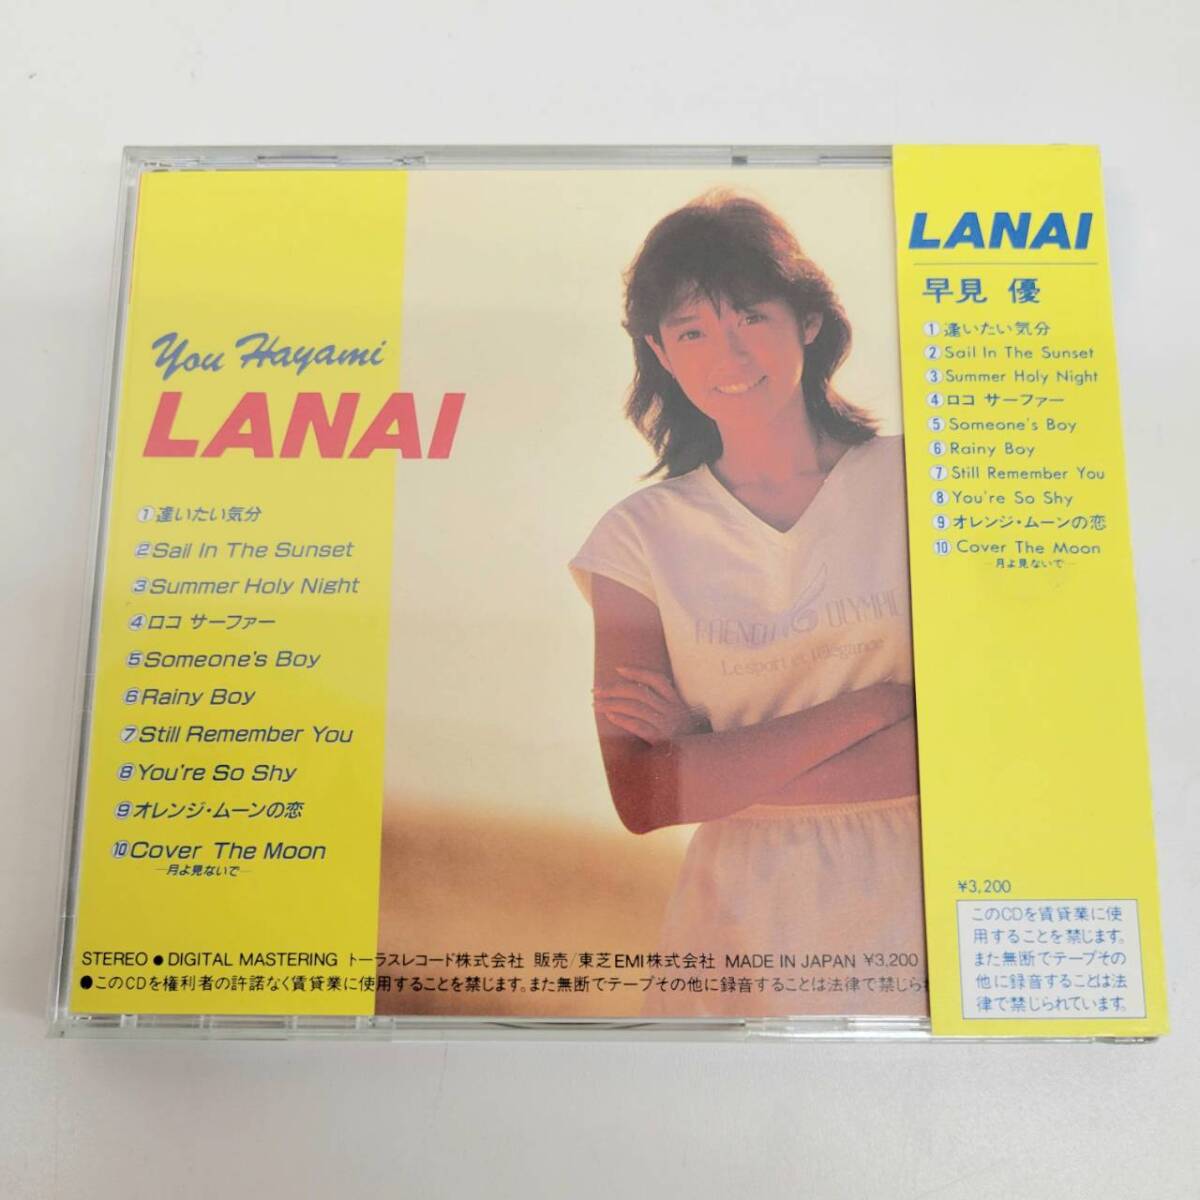 You Hayami
LANAI
①逢いたい気分
②Sail In The Sunset
③Summer Holy Night
④ロコ サーファー
⑤Someone's Boy
⑥Rainy Boy
⑦Still Remember You
⑧You're So Shy
⑨オレンジ・ムーンの恋
⑩Cover The Moon
―月よ見ないで―
FRENCH OLYMPIC
Le sport et l'Élégance
STEREO ● DIGITAL MASTERING トーラスレコード株式会社 販売/東芝EMI株式会社 MADE IN JAPAN ¥3,200
●このCDを権利者の許諾なく賃貸業に使用することを禁じます。また無断でテープその他に録音することは法律で禁じら
LANAI
早見 優
①逢いたい気分
②Sail In The Sunset
③Summer Holy Night
④ロコ サーファー
⑤Someone's Boy
⑥Rainy Boy
⑦Still Remember You
⑧You're So Shy
⑨オレンジ・ムーンの恋
⑩Cover The Moon
―月よ見ないで―
¥3,200
このCDを賃貸業に使
用することを禁じます。
また無断でテープその
他に録音することは法
律で禁じられています。